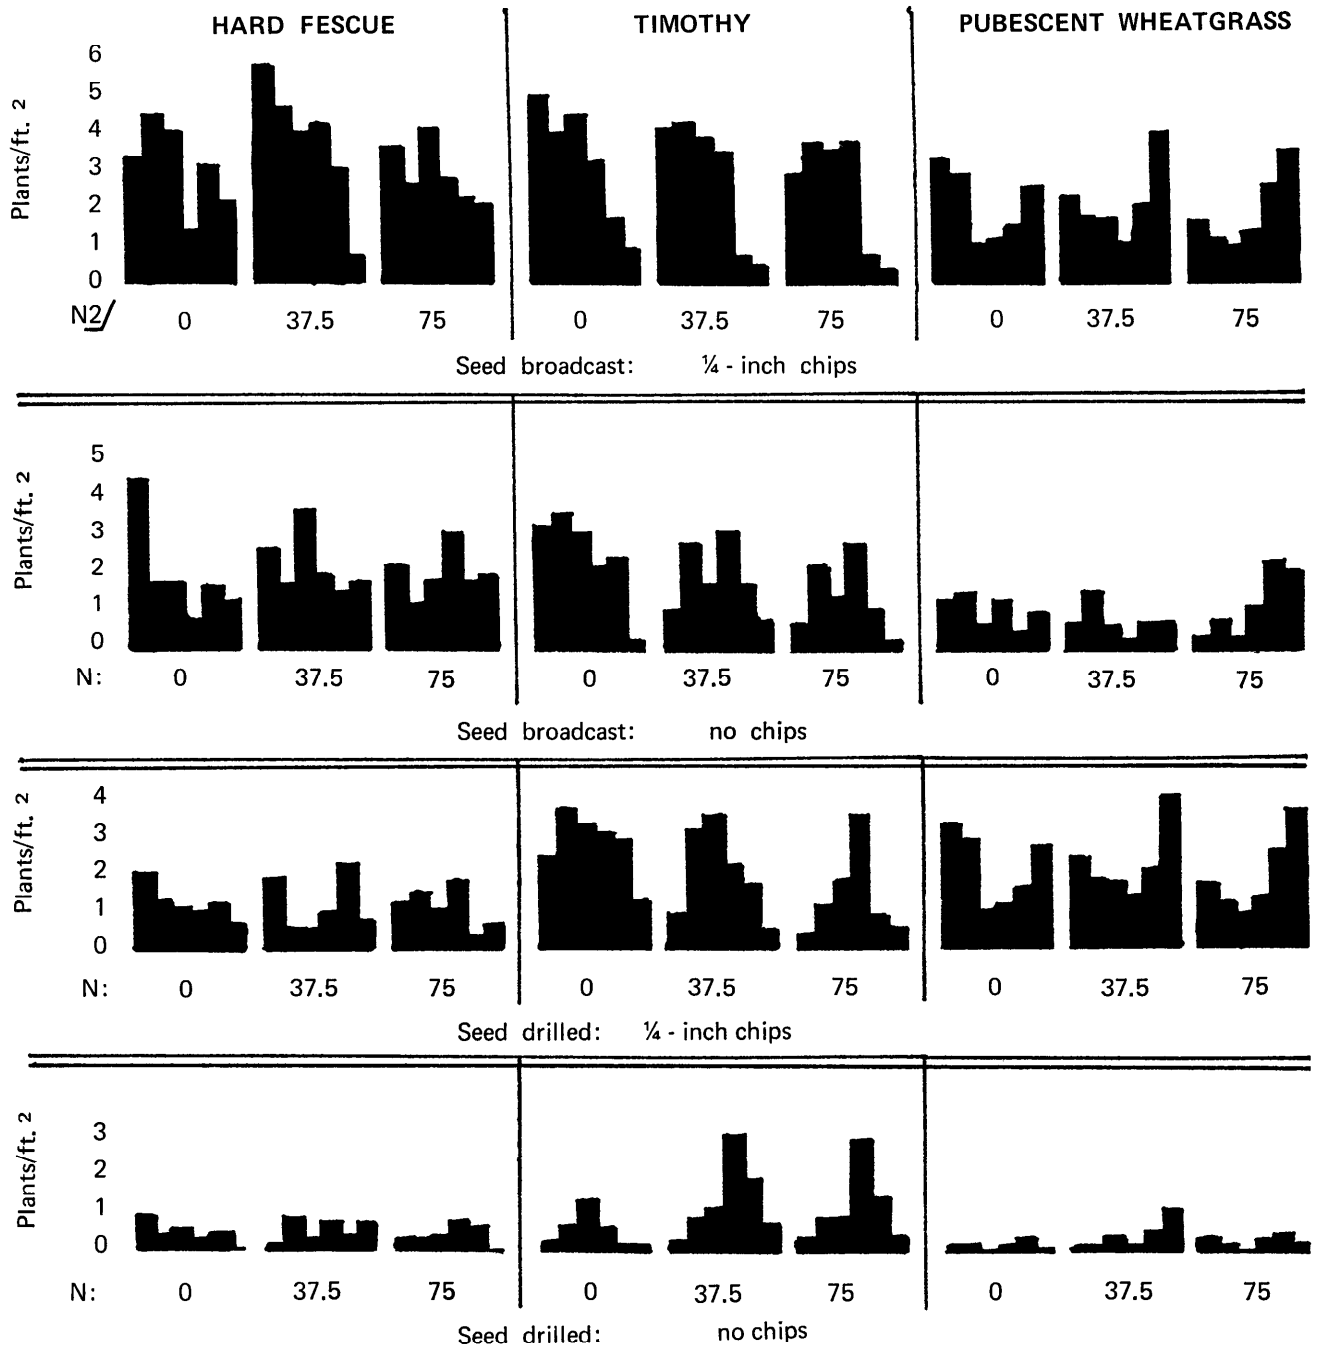 HARD FESCUE TIMOTHY PUBESCENT WHEATGRASS
Plants/ft. 2
6
5
4
3
2
1
0
N2/ 0 37.5 75 0 37.5 75 0 37.5 75
Seed broadcast: ¼ - inch chips
Plants/ft. 2
5
4
3
2
1
0
N: 0 37.5 75 0 37.5 75 0 37.5 75
Seed broadcast: no chips
Plants/ft. 2
4
3
2
1
0
N: 0 37.5 75 0 37.5 75 0 37.5 75
Seed drilled: ¼ - inch chips
Plants/ft. 2
3
2
1
0
N: 0 37.5 75 0 37.5 75 0 37.5 75
Seed drilled: no chips